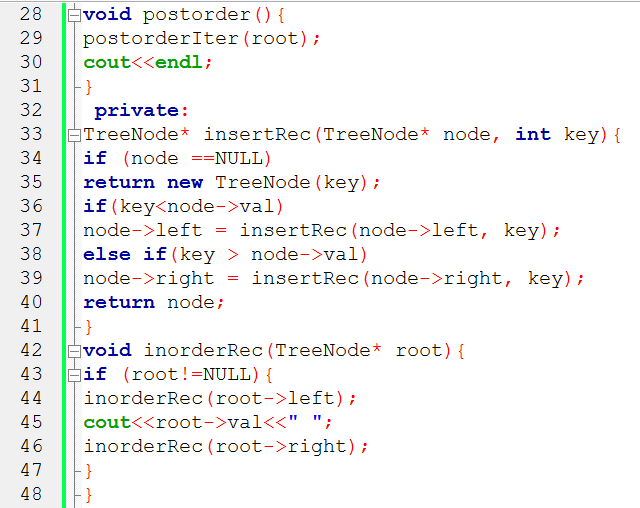 28 void postorder(){
29 postorderIter(root);
30 cout<<endl;
31 }
32 private:
33 TreeNode* insertRec(TreeNode* node, int key){
34 if (node ==NULL)
35 return new TreeNode(key);
36 if(key<node->val)
37 node->left = insertRec(node->left, key);
38 else if(key > node->val)
39 node->right = insertRec(node->right, key);
40 return node;
41 }
42 void inorderRec(TreeNode* root){
43 if (root!=NULL){
44 inorderRec(root->left);
45 cout<<root->val<<" ";
46 inorderRec(root->right);
47 }
48 }